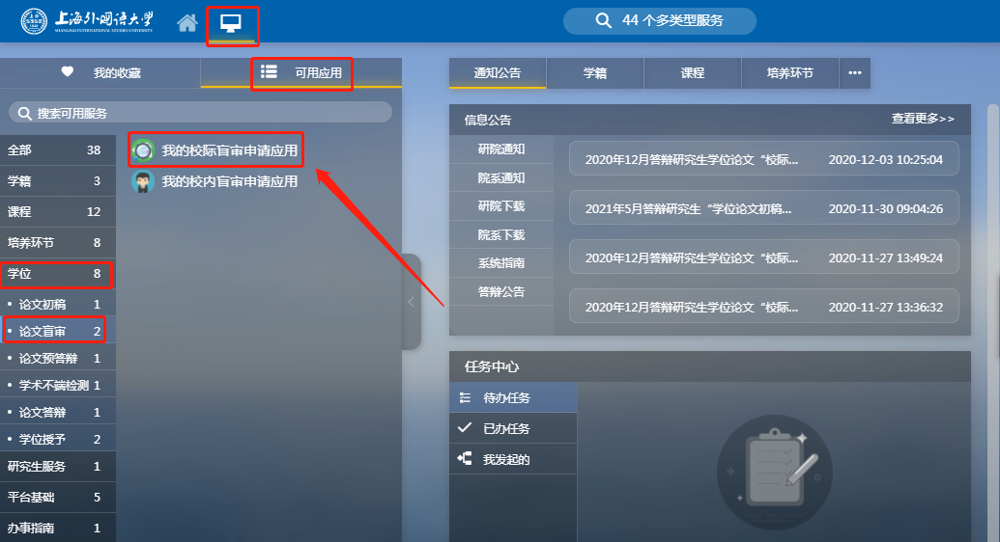 上海外国语大学
SHANGHAI INTERNATIONAL STUDIES UNIVERSITY
44 个多类型服务
我的收藏
可用应用
搜索可用服务
全部 38
学籍 3
课程 12
培养环节 8
学位 8
• 论文初稿 1
• 论文盲审 2
• 论文预答辩 1
• 学术不端检测 1
• 论文答辩 1
• 学位授予 2
研究生服务 1
平台基础 5
办事指南 1
我的校际盲审申请应用
我的校内盲审申请应用
通知公告
学籍
课程
培养环节
•••
信息公告
查看更多>>
研院通知
院系通知
研院下载
院系下载
系统指南
答辩公告
2020年12月答辩研究生学位论文“校际... 2020-12-03 10:25:04
2021年5月答辩研究生“学位论文初稿... 2020-11-30 09:04:26
2020年12月答辩研究生学位论文“校际... 2020-11-27 13:49:24
2020年12月答辩研究生学位论文“校际... 2020-11-27 13:36:32
任务中心
待办任务
已办任务
我发起的